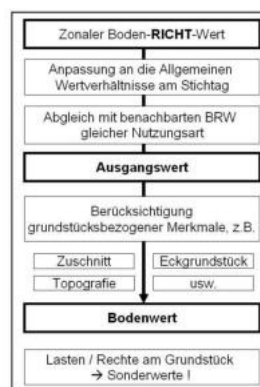 Zonaler Boden-RICHT-Wert
Anpassung an die Allgemeinen
Wertverhältnisse am Stichtag
Abgleich mit benachbarten BRW
gleicher Nutzungsart
Ausgangswert
Berücksichtigung
grundstücksbezogener Merkmale, z.B.
Zuschnitt
Eckgrundstück
Topografie
usw.
Bodenwert
Lasten / Rechte am Grundstück
→ Sonderwerte !